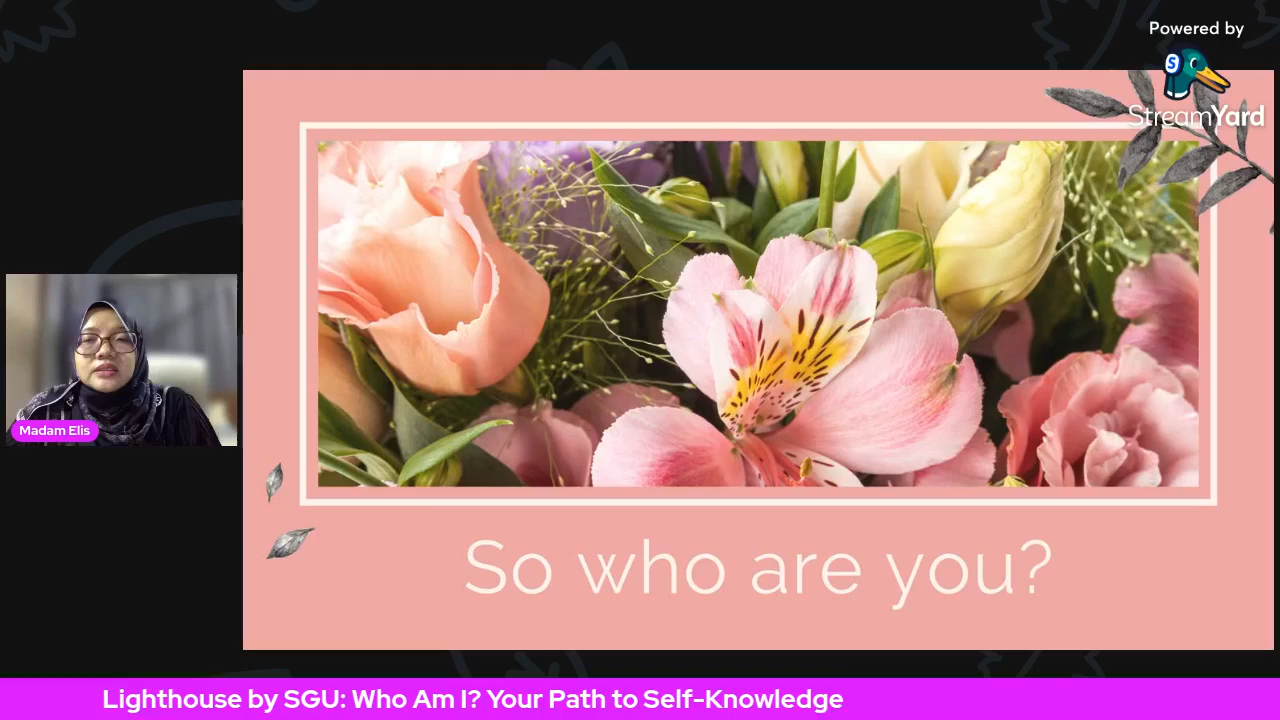 Powered by
S
StreamYard
Madam Elis
So who are you?
Lighthouse by SGU: Who Am I? Your Path to Self-Knowledge